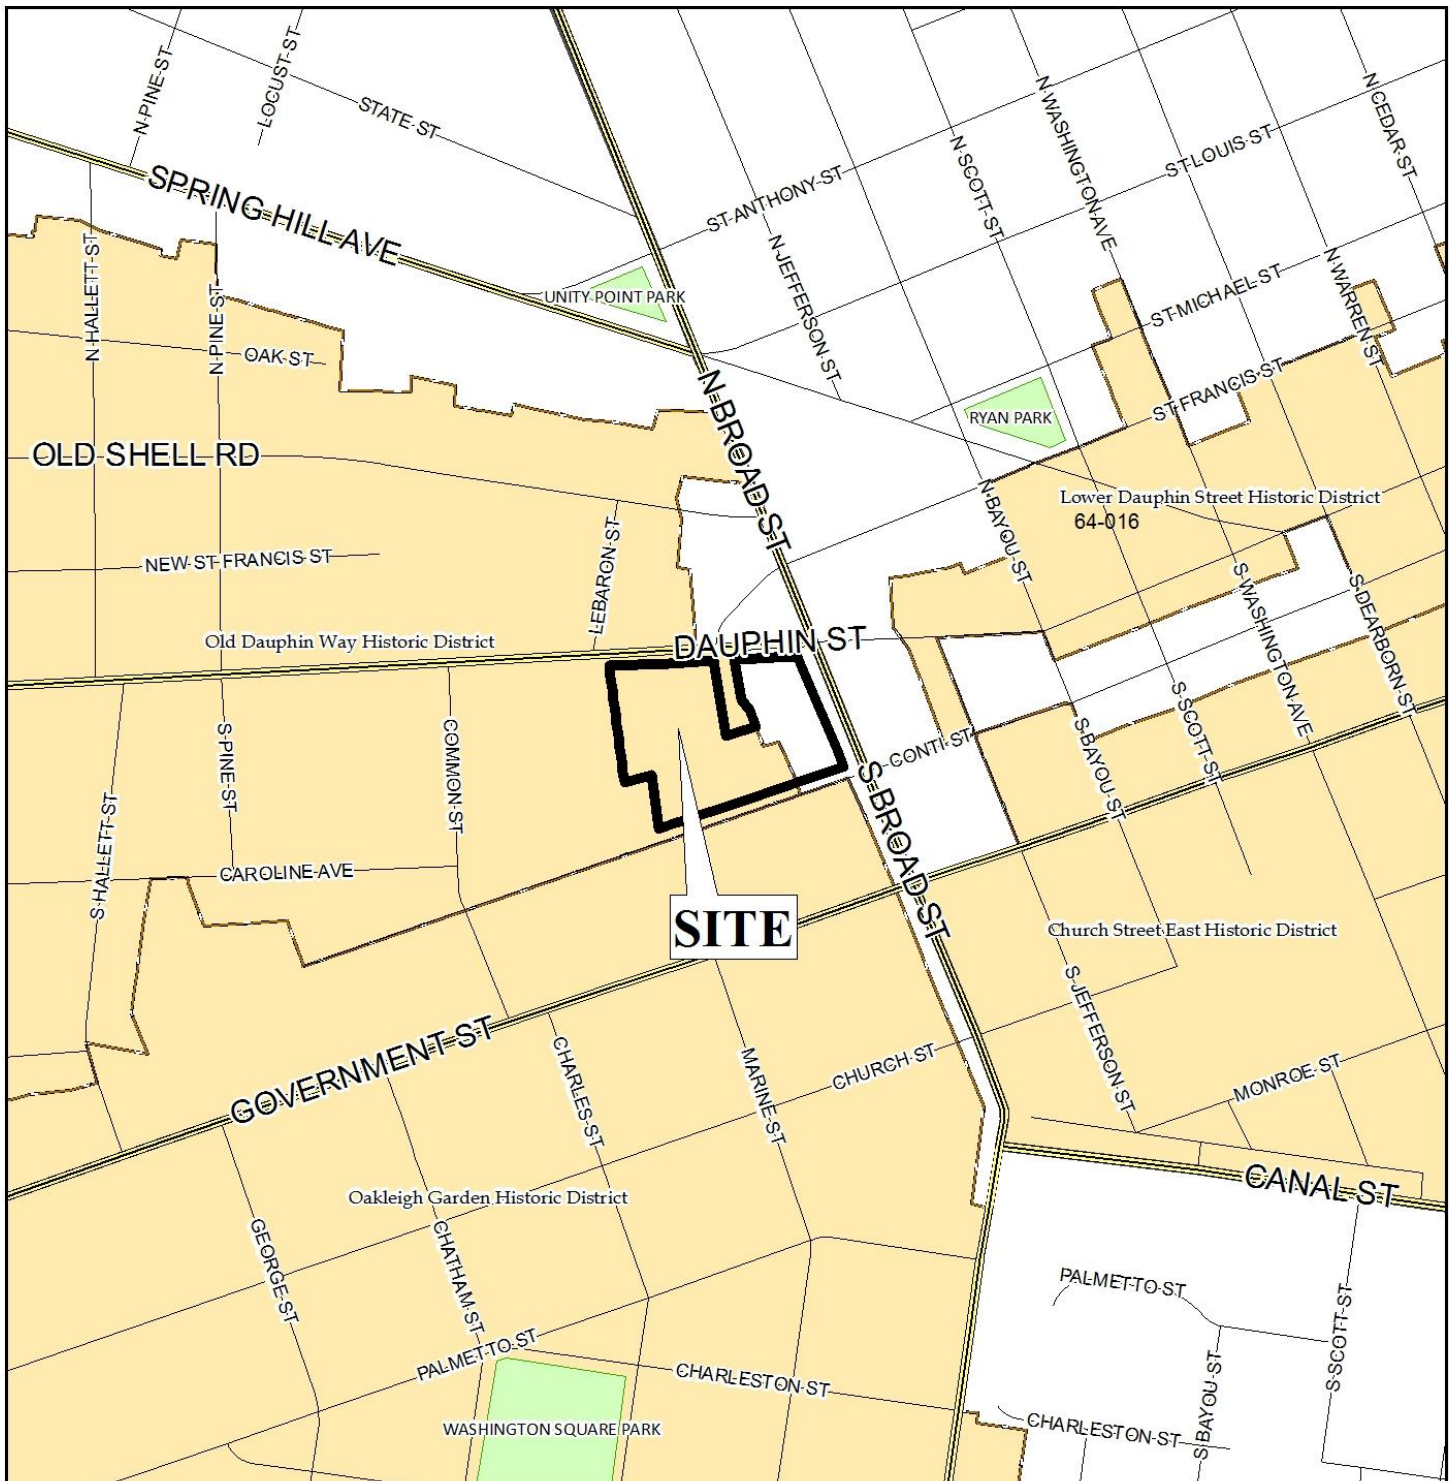 N PINE ST
LOCUST ST
STATE ST
N WASHINGTON AVE
N CEDAR ST
N SCOTT ST
ST LOUIS ST
SPRING HILL AVE
ST ANTHONY ST
N JEFFERSON ST
N HALLETT ST
N PINE ST
UNITY POINT PARK
ST MICHAEL ST
N WARREN ST
OAK ST
N BROAD ST
RYAN PARK
ST FRANCIS ST
OLD SHELL RD
N BAYOU ST
Lower Dauphin Street Historic District
64-016
NEW ST FRANCIS ST
LEBARON ST
S WASHINGTON AVE
S DEARBORN ST
Old Dauphin Way Historic District
DAUPHIN ST
S PINE ST
COMMON ST
CONTI ST
S BAYOU ST
S SCOTT ST
S HALLETT ST
S BROAD ST
CAROLINE AVE
SITE
Church Street East Historic District
S JEFFERSON ST
GOVERNMENT ST
CHARLES ST
MARINE ST
CHURCH ST
MONROE ST
CANAL ST
Oakleigh Garden Historic District
GEORGE ST
CHATHAM ST
PALMETTO ST
PALMETTO ST
S SCOTT ST
CHARLESTON ST
S BAYOU ST
WASHINGTON SQUARE PARK
CHARLESTON ST